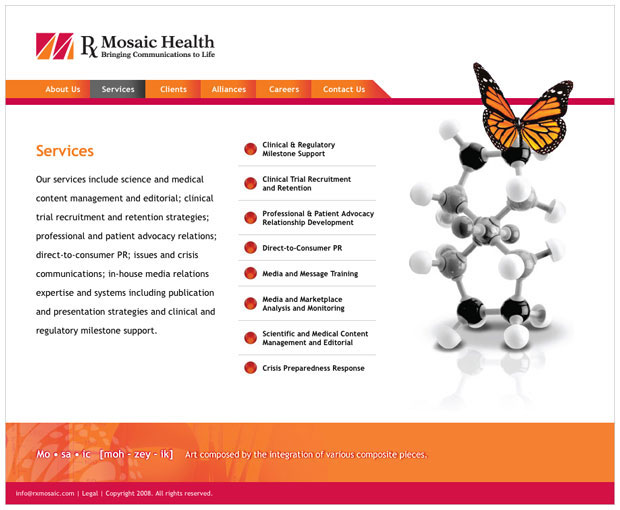 Rx Mosaic Health
Bringing Communications to Life
About Us
Services
Clients
Alliances
Careers
Contact Us
Services
Our services include science and medical
content management and editorial; clinical
trial recruitment and retention strategies;
professional and patient advocacy relations;
direct-to-consumer PR; issues and crisis
communications; in-house media relations
expertise and systems including publication
and presentation strategies and clinical and
regulatory milestone support.
Clinical & Regulatory
Milestone Support
Clinical Trial Recruitment
and Retention
Professional & Patient Advocacy
Relationship Development
Direct-to-Consumer PR
Media and Message Training
Media and Marketplace
Analysis and Monitoring
Scientific and Medical Content
Management and Editorial
Crisis Preparedness Response
Mo • sa • ic [moh - zey - ik] Art composed by the integration of various composite pieces.
info@rxmosaic.com | Legal | Copyright 2008. All rights reserved.